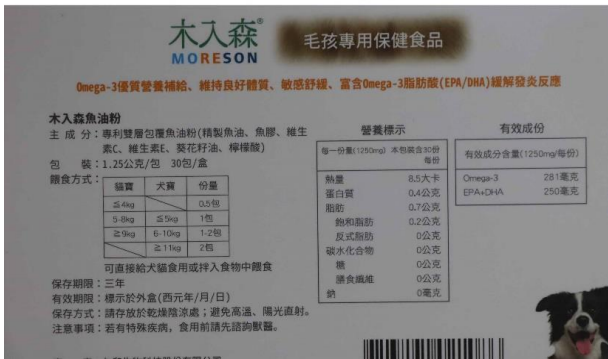 木入森®
MORESON
毛孩專用保健食品
Omega-3優質營養補給、維持良好體質、敏感舒緩、富含Omega-3脂肪酸(EPA/DHA)緩解發炎反應
木入森魚油粉
主成分：專利雙層包覆魚油粉(精製魚油、魚膠、維生
素C、維生素E、葵花籽油、檸檬酸)
包裝：1.25公克/包 30包/盒
餵食方式：
貓寶 犬寶 份量
≦4kg 0.5包
5-8kg ≦5kg 1包
≧9kg 6-10kg 1-2包
≧11kg 2包
可直接給犬貓食用或拌入食物中餵食
保存期限：三年
有效期限：標示於外盒(西元年/月/日)
保存方式：請存放於乾燥陰涼處；避免高溫、陽光直射。
注意事項：若有特殊疾病，食用前請先諮詢獸醫。
營養標示
每一份量(1250mg) 本包裝含30份
每份
熱量 8.5大卡
蛋白質 0.4公克
脂肪 0.7公克
飽和脂肪 0.2公克
反式脂肪 0公克
碳水化合物 0公克
糖 0公克
膳食纖維 0公克
鈉 0毫克
有效成份
有效成分含量(1250mg/每份)
Omega-3 281毫克
EPA+DHA 250毫克